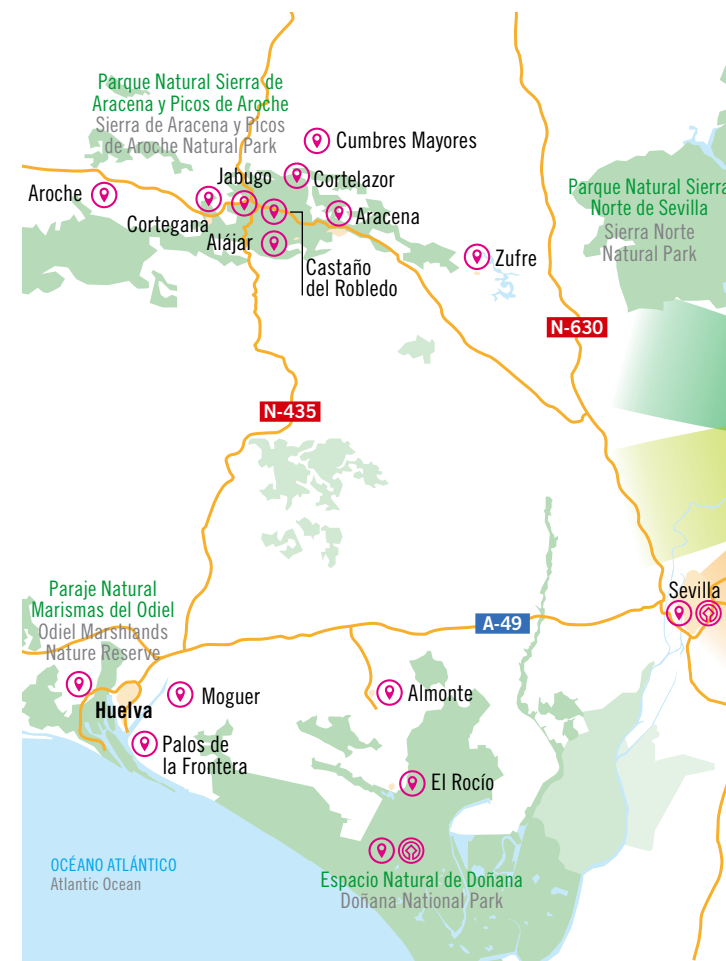 Parque Natural Sierra de
Aracena y Picos de Aroche
Sierra de Aracena y Picos
de Aroche Natural Park
Cumbres Mayores
Jabugo
Cortelazor
Aroche
Cortegana
Aracena
Alájar
Castaño
del Robledo
Zufre
Parque Natural Sierra
Norte de Sevilla
Sierra Norte
Natural Park
N-630
N-435
Paraje Natural
Marismas del Odiel
Odiel Marshlands
Nature Reserve
A-49
Sevilla
Huelva
Moguer
Almonte
Palos de
la Frontera
El Rocío
OCÉANO ATLÁNTICO
Atlantic Ocean
Espacio Natural de Doñana
Doñana National Park